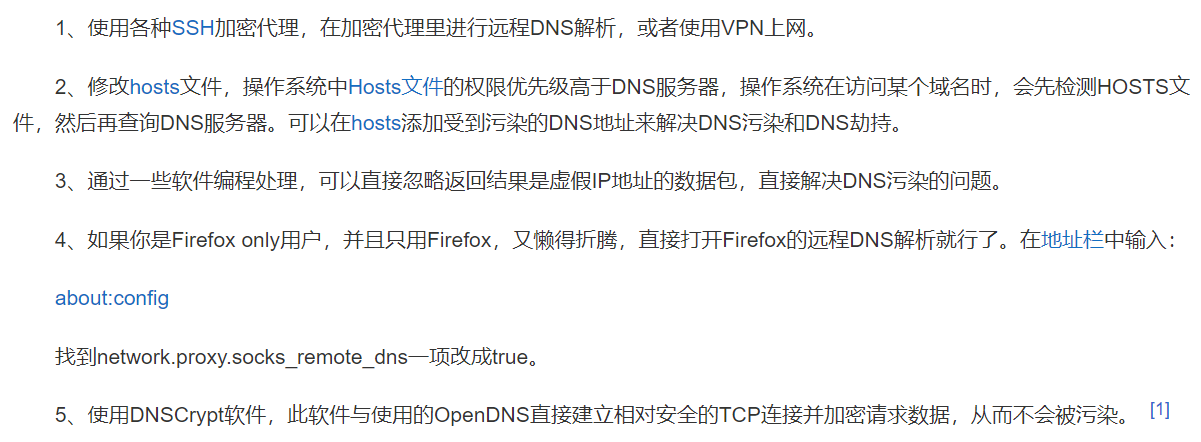 1、使用各种SSH加密代理，在加密代理里进行远程DNS解析，或者使用VPN上网。
2、修改hosts文件，操作系统中Hosts文件的权限优先级高于DNS服务器，操作系统在访问某个域名时，会先检测HOSTS文
件，然后再查询DNS服务器。可以在hosts添加受到污染的DNS地址来解决DNS污染和DNS劫持。
3、通过一些软件编程处理，可以直接忽略返回结果是虚假IP地址的数据包，直接解决DNS污染的问题。
4、如果你是Firefox only用户，并且只用Firefox，又懒得折腾，直接打开Firefox的远程DNS解析就行了。在地址栏中输入：
about:config
找到network.proxy.socks_remote_dns一项改成true。
5、使用DNSCrypt软件，此软件与使用的OpenDNS直接建立相对安全的TCP连接并加密请求数据，从而不会被污染。 [1]